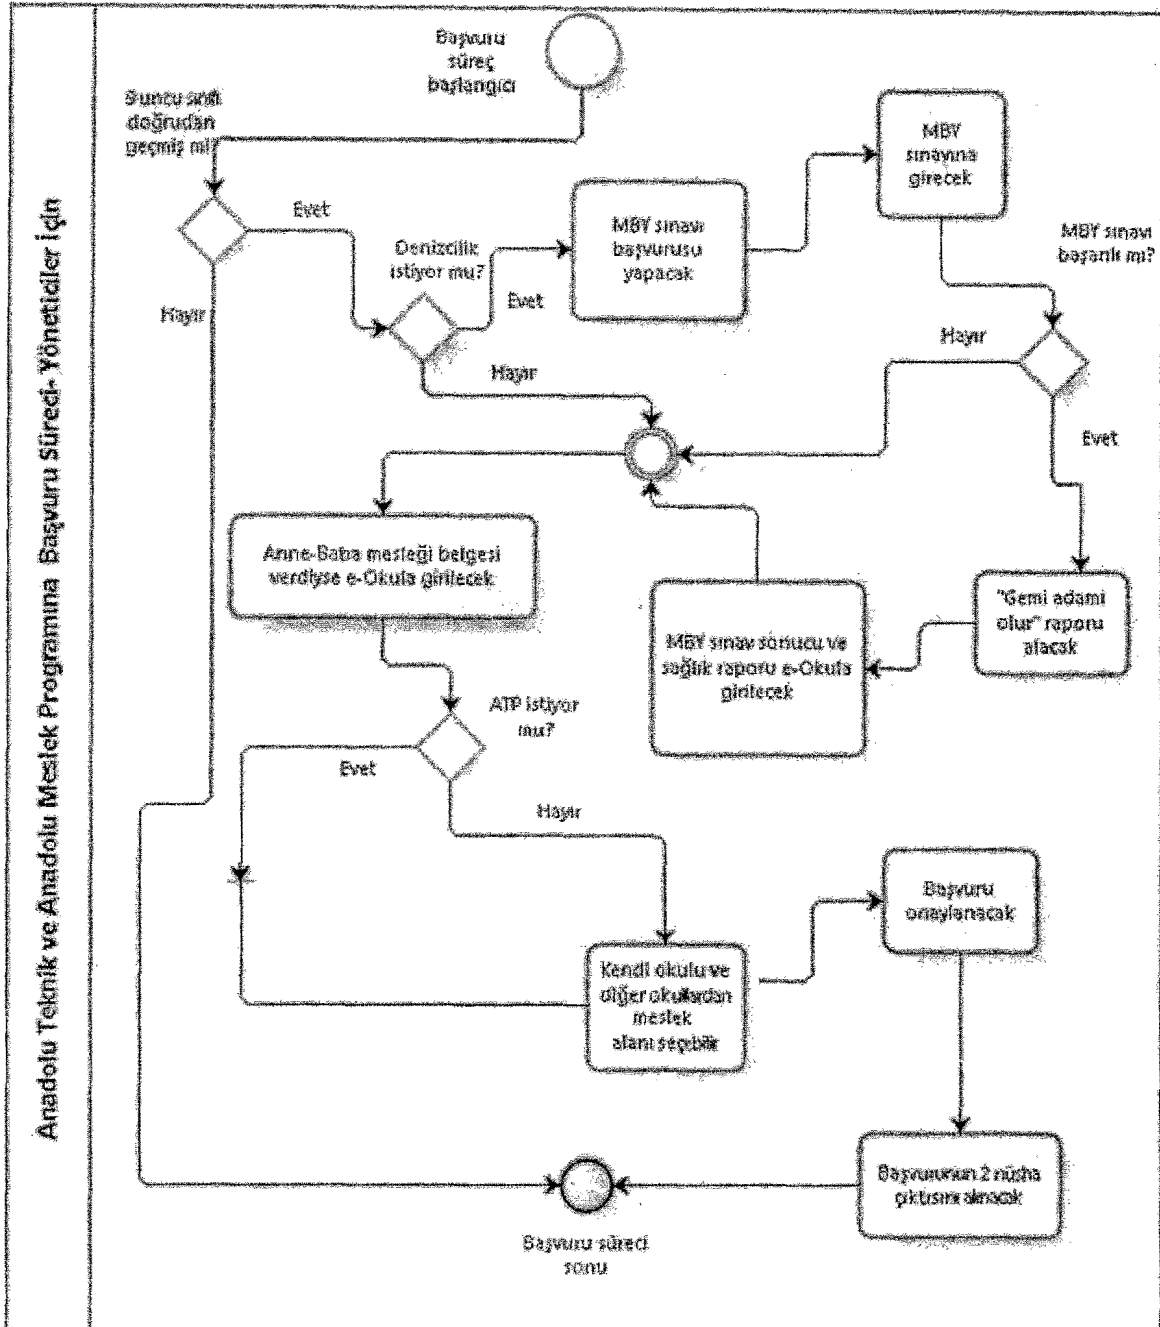 Anadolu Teknik ve Anadolu Meslek Programına Başvuru Süreci- Yöneticiler İçin
Başvuru
süreç
başlangıcı
9 uncu sınıfı
doğrudan
geçmiş mi?
Evet
Hayır
Denizcilik
istiyor mu?
Evet
Hayır
MBY sınavı
başvurusu
yapacak
MBY
sınavına
girecek
MBY sınavı
başarılı mı?
Hayır
Evet
"Gemi adamı
olur" raporu
alacak
MBY sınav sonucu ve
sağlık raporu e-Okula
girilecek
Anne-Baba mesleği belgesi
verdiyse e-Okula girilecek
ATP istiyor
mu?
Evet
Hayır
Kendi okulu ve
diğer okullardan
meslek
alanı seçebilir
Başvuru
onaylanacak
Başvurunun 2 nüsha
çıktısını alınacak
Başvuru süreci
sonu